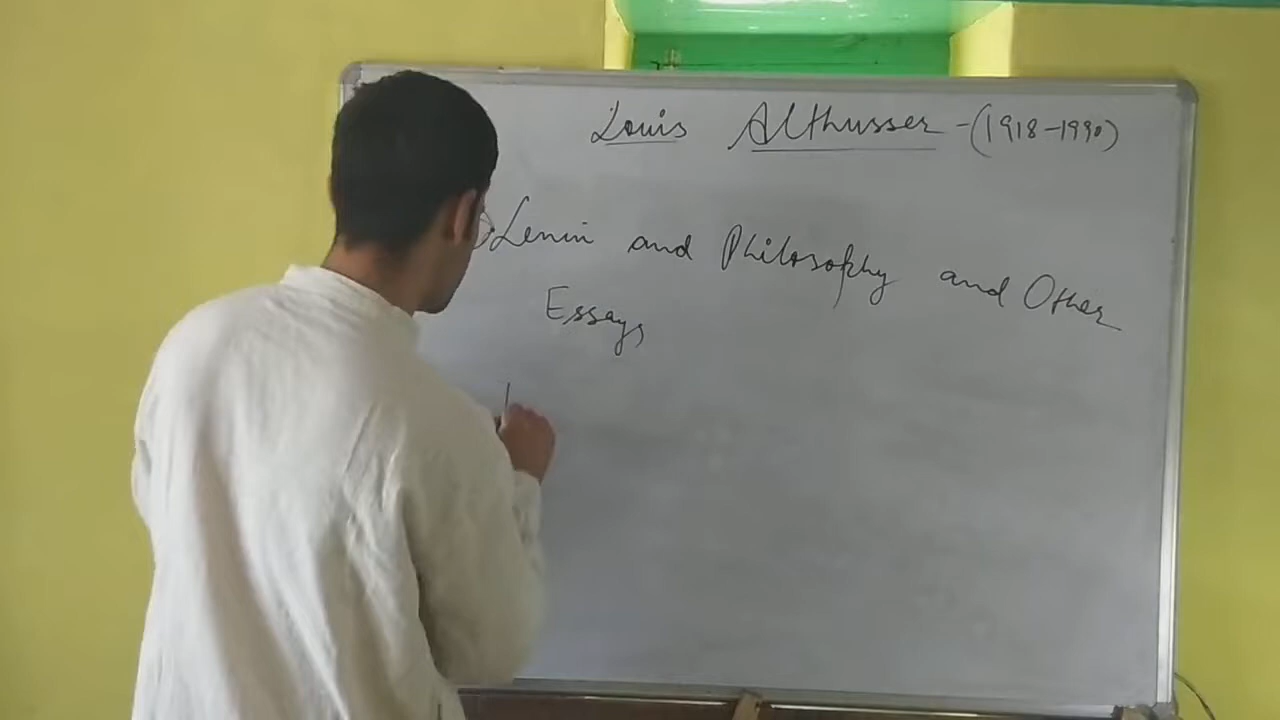 Louis Althusser - (1918-1990)
Lenin and Philosophy and Other
Essays